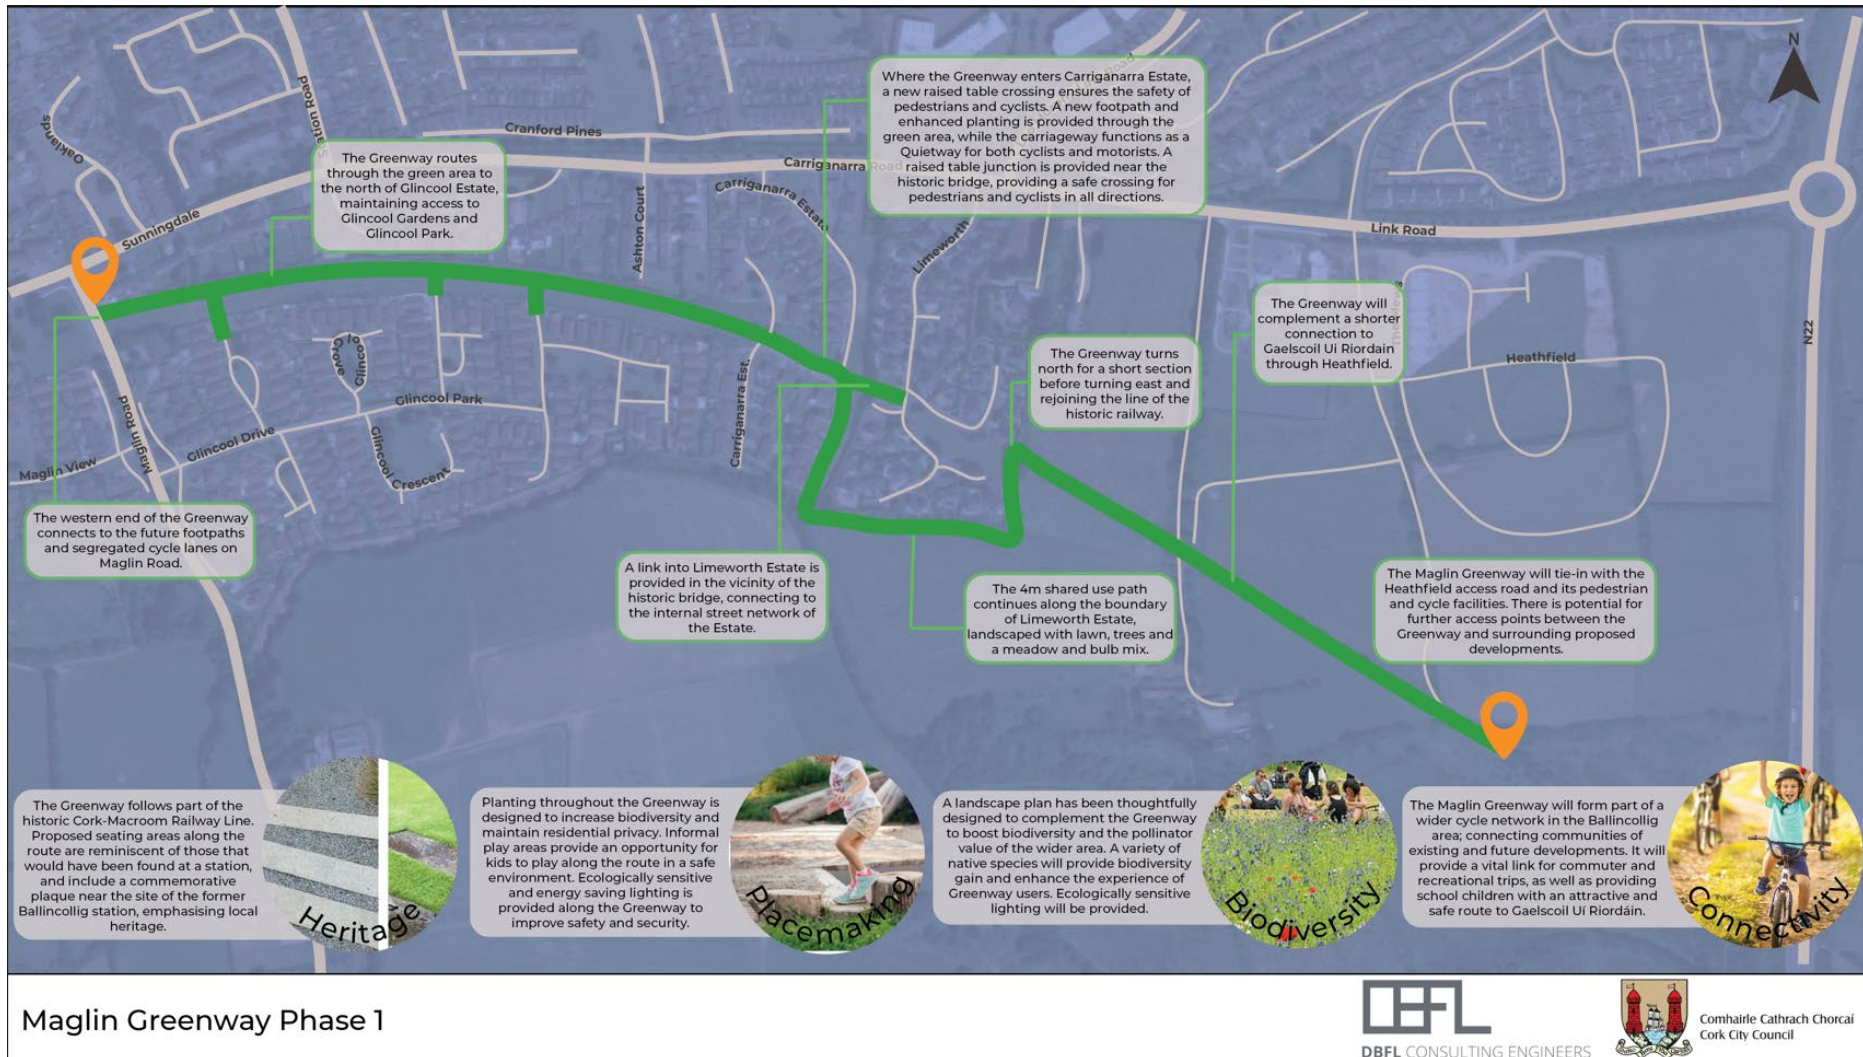 N
Oaklands
Station Road
Cranford Pines
Carriganarra Road
Sunningdale
Ashton Court
Carriganarra Estate
Limeworth
Link Road
N22
Heathfield
Maglin Road
Maglin View
Glincool Drive
Glincool Park
Glincool
Grove
Glincool
Crescent
Carriganarra Est.
The Greenway routes
through the green area to
the north of Glincool Estate,
maintaining access to
Glincool Gardens and
Glincool Park.
Where the Greenway enters Carriganarra Estate,
a new raised table crossing ensures the safety of
pedestrians and cyclists. A new footpath and
enhanced planting is provided through the
green area, while the carriageway functions as a
Quietway for both cyclists and motorists. A
raised table junction is provided near the
historic bridge, providing a safe crossing for
pedestrians and cyclists in all directions.
The Greenway will
complement a shorter
connection to
Gaelscoil Uí Riordain
through Heathfield.
The Greenway turns
north for a short section
before turning east and
rejoining the line of the
historic railway.
The western end of the Greenway
connects to the future footpaths
and segregated cycle lanes on
Maglin Road.
A link into Limeworth Estate is
provided in the vicinity of the
historic bridge, connecting to
the internal street network of
the Estate.
The 4m shared use path
continues along the boundary
of Limeworth Estate,
landscaped with lawn, trees and
a meadow and bulb mix.
The Maglin Greenway will tie-in with the
Heathfield access road and its pedestrian
and cycle facilities. There is potential for
further access points between the
Greenway and surrounding proposed
developments.
The Greenway follows part of the
historic Cork-Macroom Railway Line.
Proposed seating areas along the
route are reminiscent of those that
would have been found at a station,
and include a commemorative
plaque near the site of the former
Ballincollig station, emphasising local
heritage.
Heritage
Planting throughout the Greenway is
designed to increase biodiversity and
maintain residential privacy. Informal
play areas provide an opportunity for
kids to play along the route in a safe
environment. Ecologically sensitive
and energy saving lighting is
provided along the Greenway to
improve safety and security.
Placemaking
A landscape plan has been thoughtfully
designed to complement the Greenway
to boost biodiversity and the pollinator
value of the wider area. A variety of
native species will provide biodiversity
gain and enhance the experience of
Greenway users. Ecologically sensitive
lighting will be provided.
Biodiversity
The Maglin Greenway will form part of a
wider cycle network in the Ballincollig
area; connecting communities of
existing and future developments. It will
provide a vital link for commuter and
recreational trips, as well as providing
school children with an attractive and
safe route to Gaelscoil Uí Riordáin.
Connectivity
Maglin Greenway Phase 1
DBFL
DBFL CONSULTING ENGINEERS
Comhairle Cathrach Chorcaí
Cork City Council